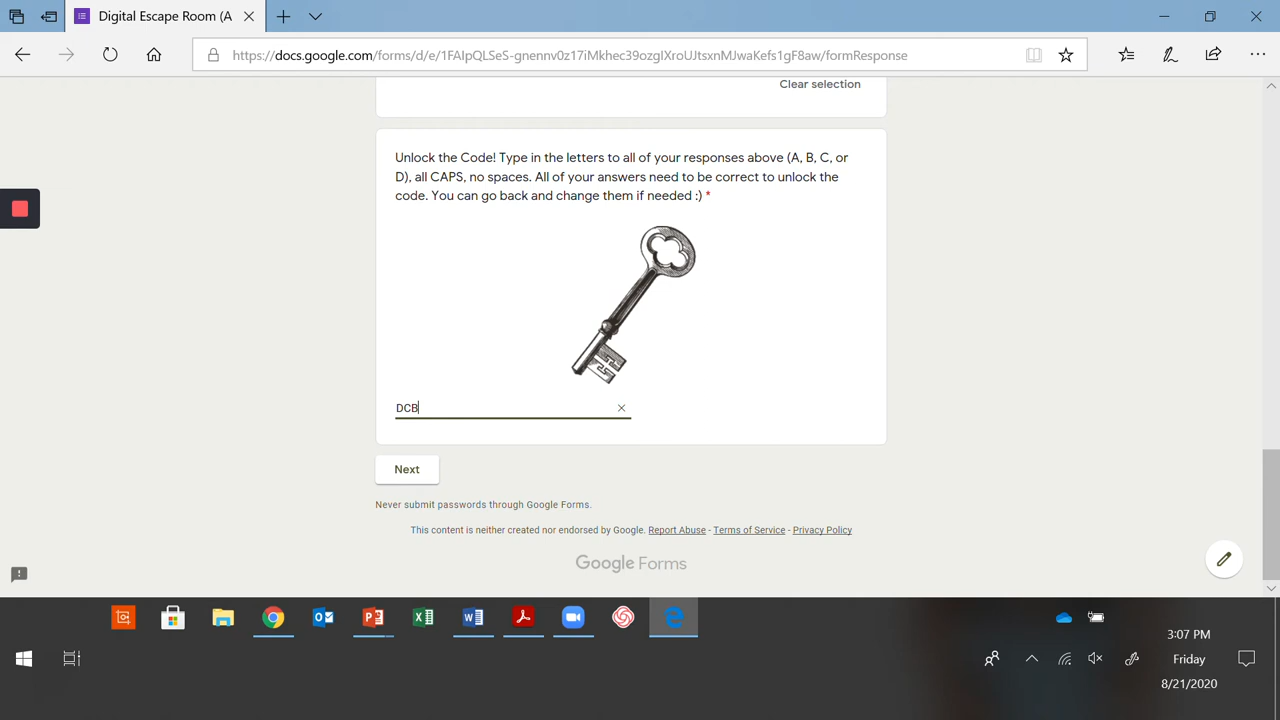 Digital Escape Room (A
https://docs.google.com/forms/d/e/1FAIpQLSeS-gnennv0z17iMkhec39ozgIXroUJtsxnMJwaKefs1gF8aw/formResponse
Clear selection
Unlock the Code! Type in the letters to all of your responses above (A, B, C, or
D), all CAPS, no spaces. All of your answers need to be correct to unlock the
code. You can go back and change them if needed :) *
DCB
Next
Never submit passwords through Google Forms.
This content is neither created nor endorsed by Google. Report Abuse - Terms of Service - Privacy Policy
Google Forms
3:07 PM
Friday
8/21/2020